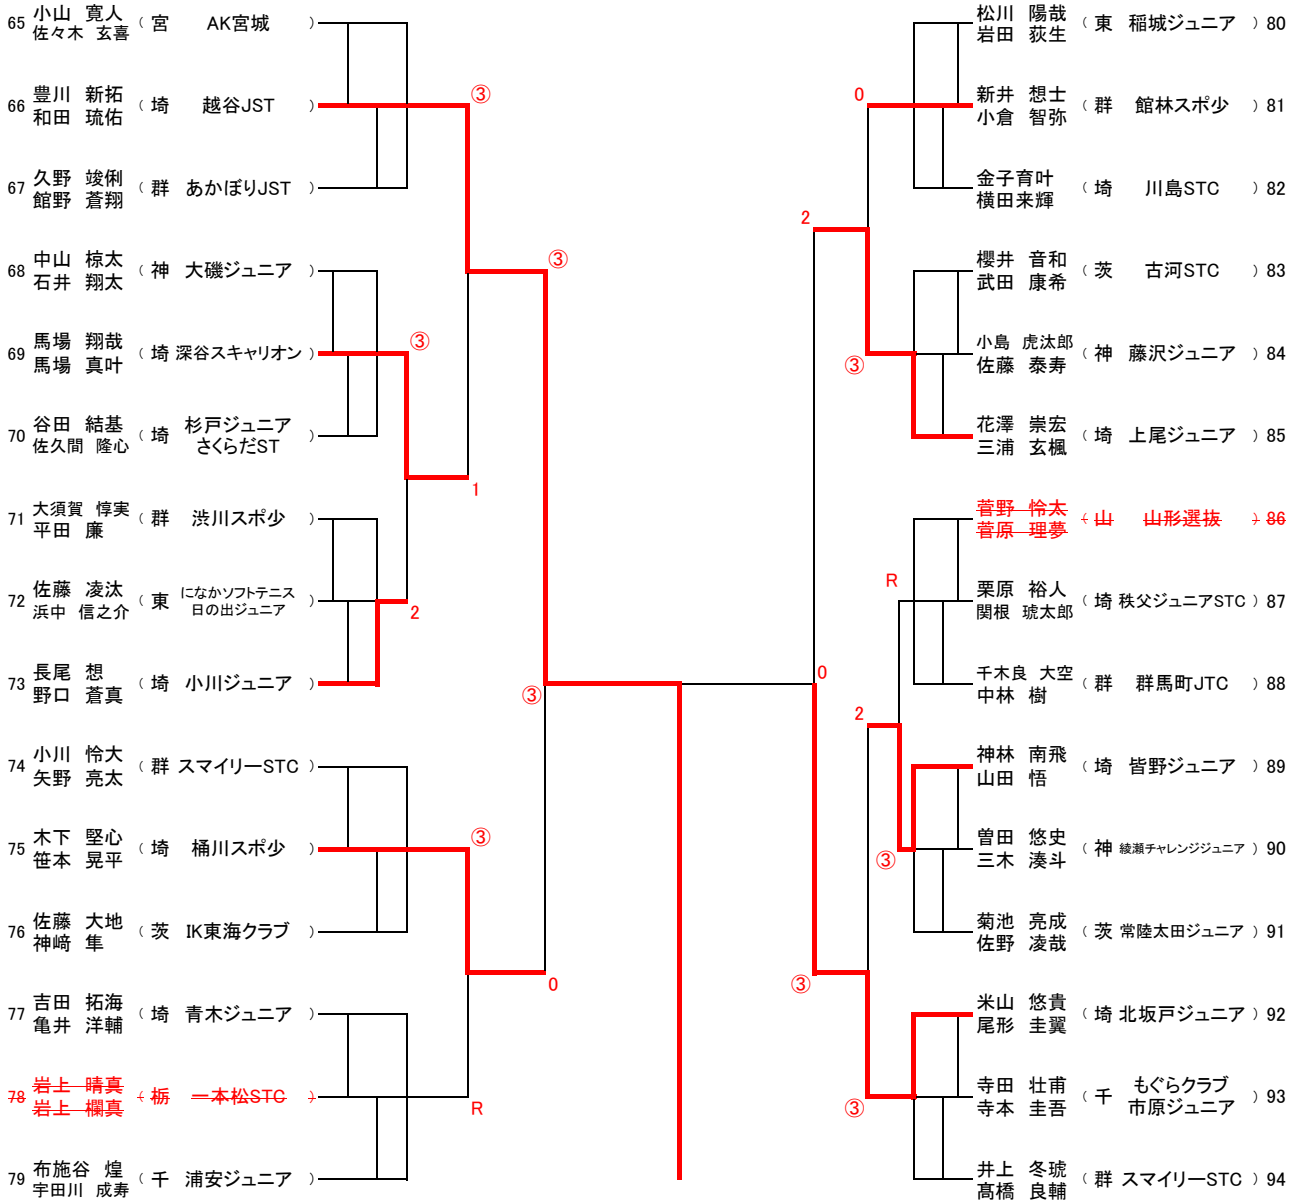 65 小山 寛人 佐々木 玄喜 （ 宮 AK宮城 ）
66 豊川 新拓 和田 琉佑 （ 埼 越谷JST ）
67 久野 竣俐 館野 蒼翔 （ 群 あかぼりJST ）
68 中山 椋太 石井 翔太 （ 神 大磯ジュニア ）
69 馬場 翔哉 馬場 真叶 （ 埼 深谷スキャリオン ）
70 谷田 結基 佐久間 隆心 （ 埼 杉戸ジュニア さくらだST ）
71 大須賀 惇実 平田 廉 （ 群 渋川スポ少 ）
72 佐藤 凌汰 浜中 信之介 （ 東 になかソフトテニス 日の出ジュニア ）
73 長尾 想 野口 蒼真 （ 埼 小川ジュニア ）
74 小川 怜大 矢野 亮太 （ 群 スマイリーSTC ）
75 木下 堅心 笹本 晃平 （ 埼 桶川スポ少 ）
76 佐藤 大地 神﨑 隼 （ 茨 IK東海クラブ ）
77 吉田 拓海 亀井 洋輔 （ 埼 青木ジュニア ）
78 岩上 晴真 岩上 欄真 （ 栃 一本松STC ）
79 布施谷 煌 宇田川 成寿 （ 千 浦安ジュニア ）
③
③
③
1
2
③
③
0
R
松川 陽哉 岩田 荻生 （ 東 稲城ジュニア ） 80
新井 想士 小倉 智弥 （ 群 館林スポ少 ） 81
金子育叶 横田来輝 （ 埼 川島STC ） 82
櫻井 音和 武田 康希 （ 茨 古河STC ） 83
小島 虎汰郎 佐藤 泰寿 （ 神 藤沢ジュニア ） 84
花澤 崇宏 三浦 玄楓 （ 埼 上尾ジュニア ） 85
菅野 怜太 菅原 理夢 （ 山 山形選抜 ） 86
栗原 裕人 関根 琥太郎 （ 埼 秩父ジュニアSTC ） 87
千木良 大空 中林 樹 （ 群 群馬町JTC ） 88
神林 南飛 山田 悟 （ 埼 皆野ジュニア ） 89
曽田 悠史 三木 湊斗 （ 神 綾瀬チャレンジジュニア ） 90
菊池 亮成 佐野 凌哉 （ 茨 常陸太田ジュニア ） 91
米山 悠貴 尾形 圭翼 （ 埼 北坂戸ジュニア ） 92
寺田 壮甫 寺本 圭吾 （ 千 もぐらクラブ 市原ジュニア ） 93
井上 冬琥 髙橋 良輔 （ 群 スマイリーSTC ） 94
0
2
③
R
0
2
③
③
③